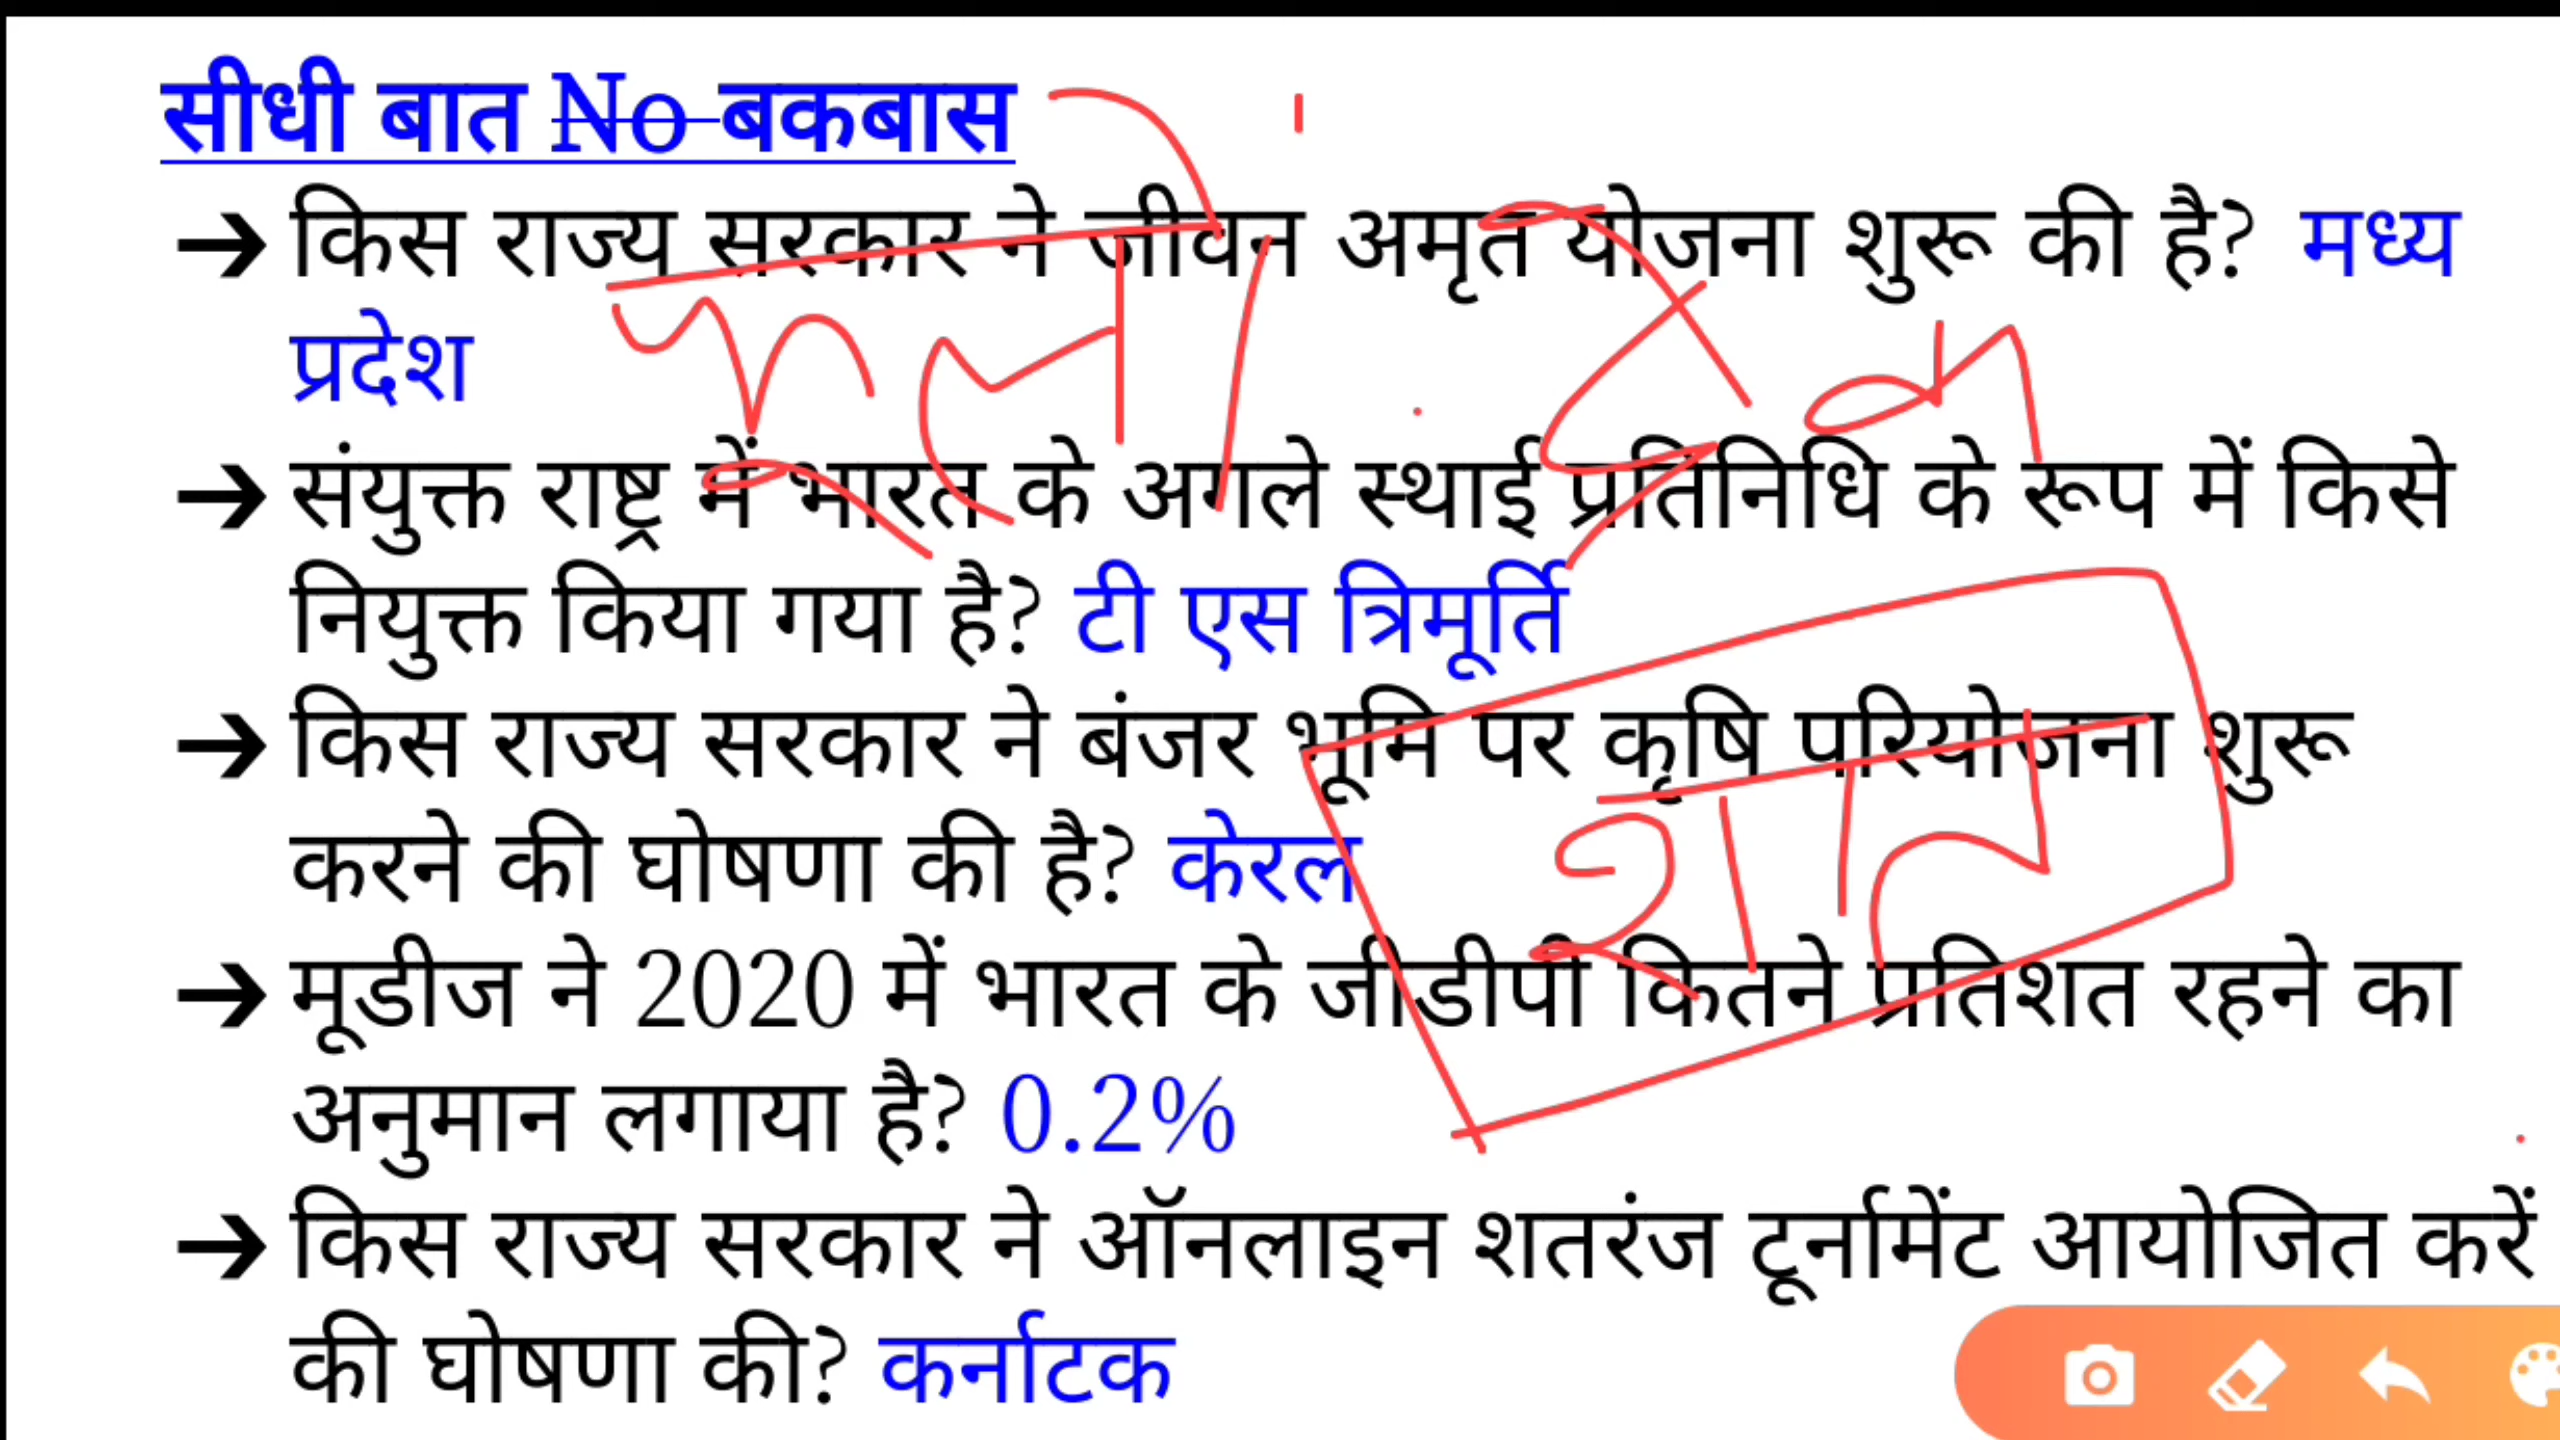 सीधी बात No बकबास
➔ किस राज्य सरकार ने जीवन अमृत योजना शुरू की है? मध्य
प्रदेश
➔ संयुक्त राष्ट्र में भारत के अगले स्थाई प्रतिनिधि के रूप में किसे
नियुक्त किया गया है? टी एस त्रिमूर्ति
➔ किस राज्य सरकार ने बंजर भूमि पर कृषि परियोजना शुरू
करने की घोषणा की है? केरल
➔ मूडीज ने 2020 में भारत के जीडीपी कितने प्रतिशत रहने का
अनुमान लगाया है? 0.2%
➔ किस राज्य सरकार ने ऑनलाइन शतरंज टूर्नामेंट आयोजित करें
की घोषणा की? कर्नाटक